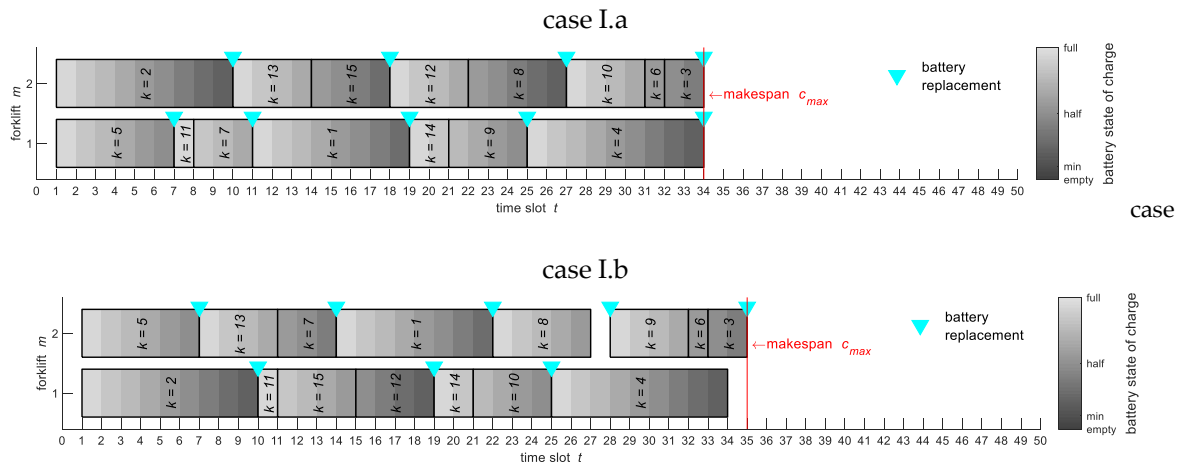 case I.a
forklift m
2
1
k = 2
k = 13
k = 15
k = 12
k = 8
k = 10
k = 6
k = 3
←makespan c_max
k = 5
k = 11
k = 7
k = 1
k = 14
k = 9
k = 4
0 1 2 3 4 5 6 7 8 9 10 11 12 13 14 15 16 17 18 19 20 21 22 23 24 25 26 27 28 29 30 31 32 33 34 35 36 37 38 39 40 41 42 43 44 45 46 47 48 49 50
time slot t
battery
replacement
full
half
min
empty
battery state of charge
case
case I.b
forklift m
2
1
k = 5
k = 13
k = 7
k = 1
k = 8
k = 9
k = 6
k = 3
←makespan c_max
k = 2
k = 11
k = 15
k = 12
k = 14
k = 10
k = 4
0 1 2 3 4 5 6 7 8 9 10 11 12 13 14 15 16 17 18 19 20 21 22 23 24 25 26 27 28 29 30 31 32 33 34 35 36 37 38 39 40 41 42 43 44 45 46 47 48 49 50
time slot t
battery
replacement
full
half
min
empty
battery state of charge